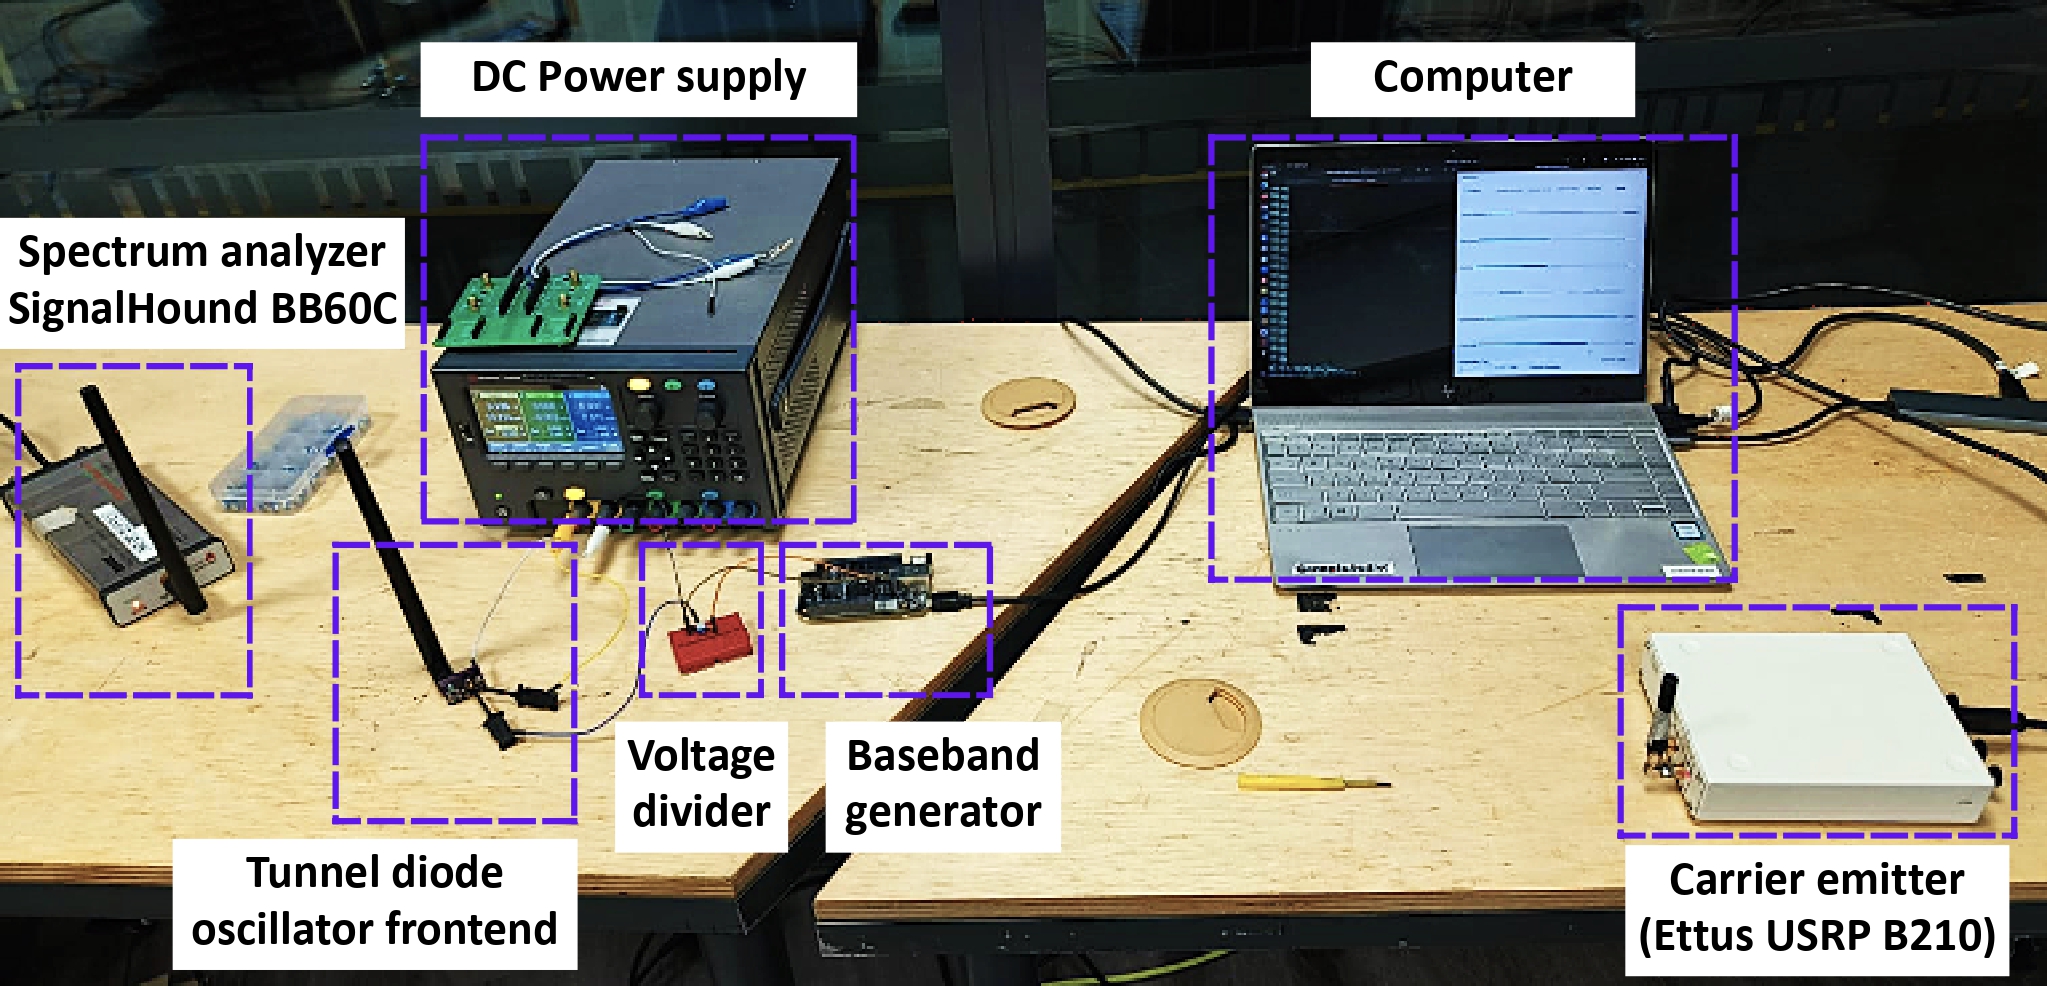 DC Power supply
Computer
Spectrum analyzer
SignalHound BB60C
Voltage
divider
Baseband
generator
Tunnel diode
oscillator frontend
Carrier emitter
(Ettus USRP B210)